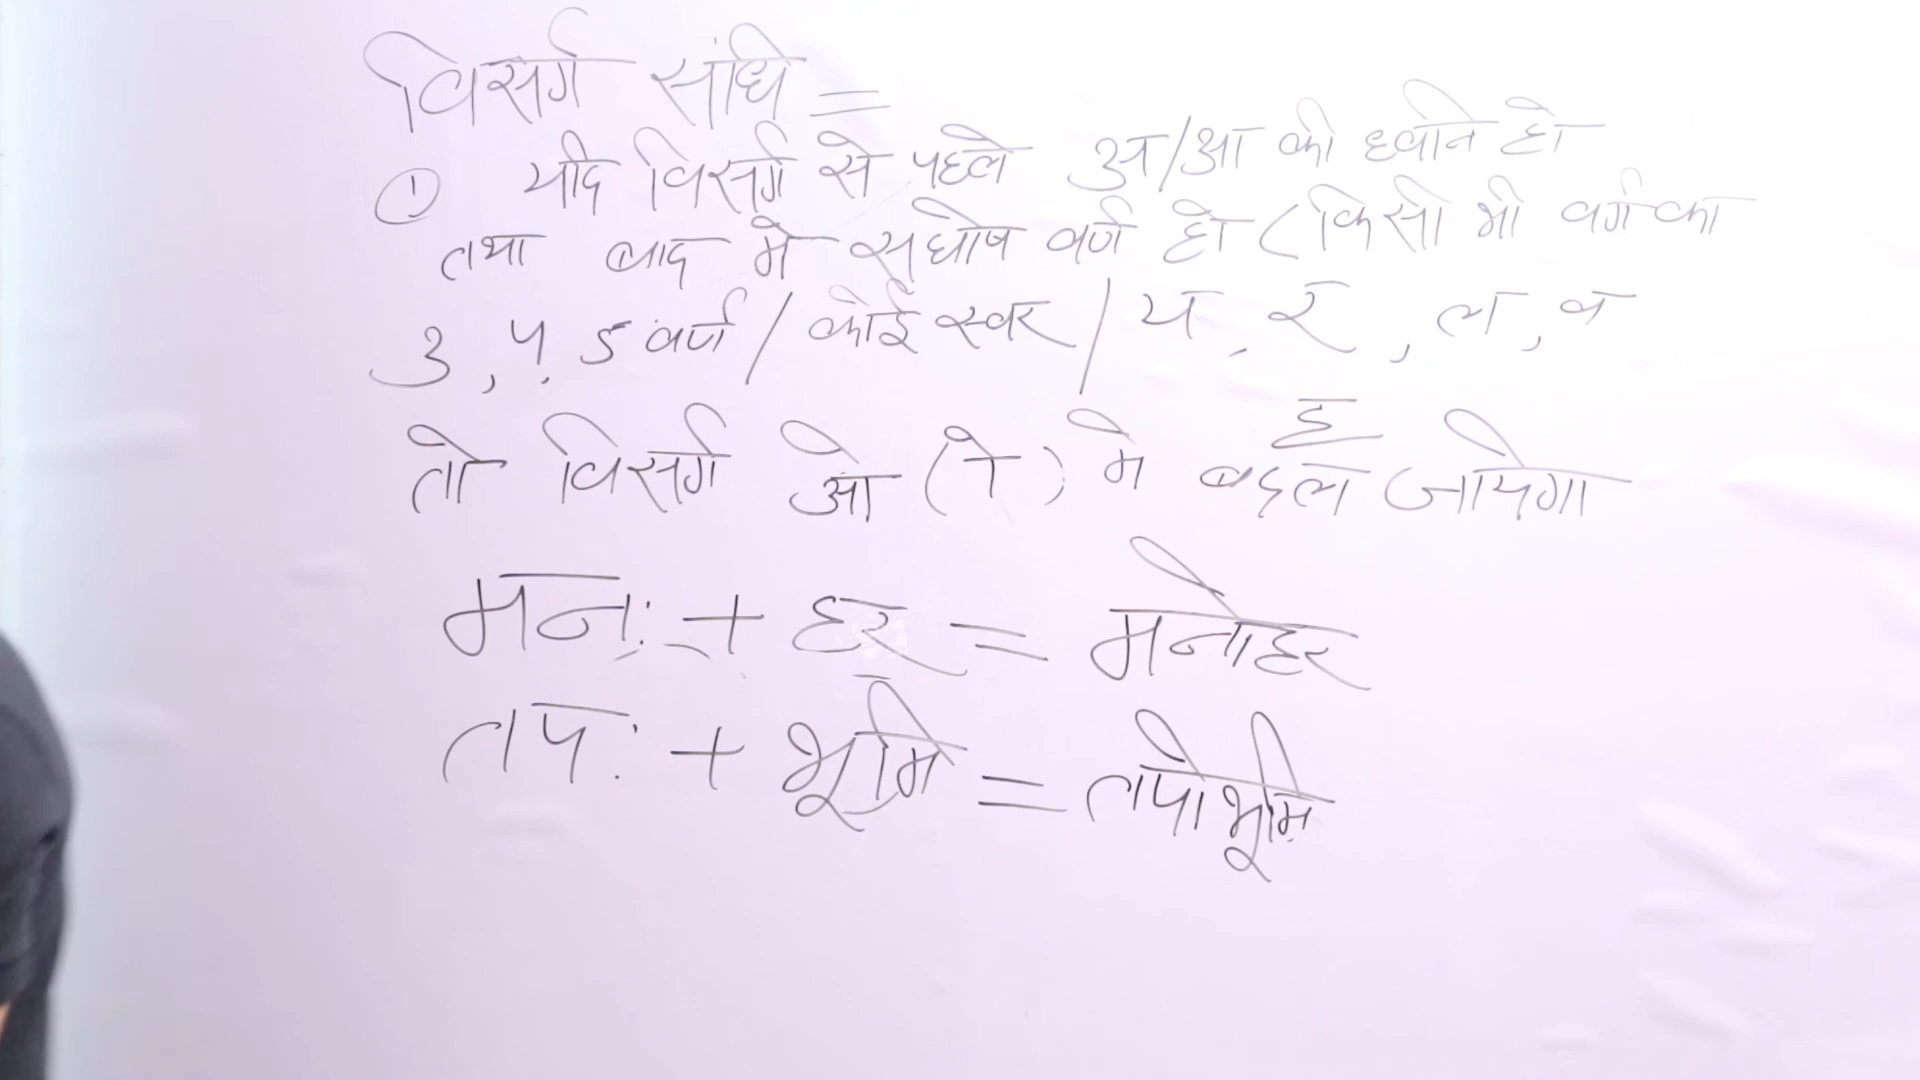 विसर्ग संधि =
① यदि विसर्ग से पहले अ/आ की ध्वनि हो
तथा बाद मे सघोष वर्ण हो (किसी भी वर्ग का
3, 4, 5 वर्ण / कोई स्वर / य, र, ल, व
ह
तो विसर्ग ओ (ो) मे बदल जायेगा
मनः + हर = मनोहर
तपः + भूमि = तपोभूमि